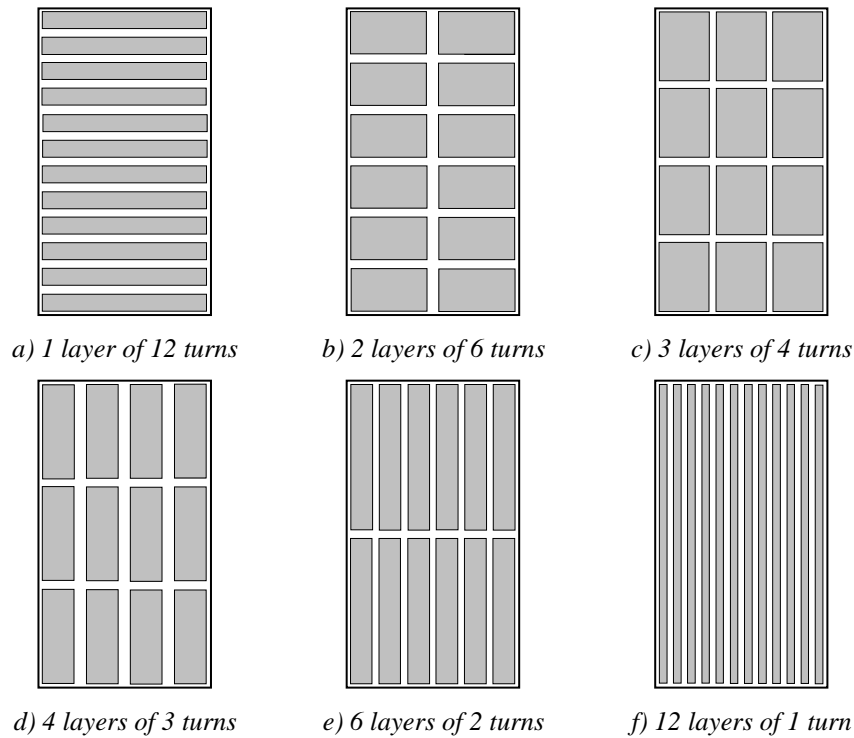 a) 1 layer of 12 turns
b) 2 layers of 6 turns
c) 3 layers of 4 turns
d) 4 layers of 3 turns
e) 6 layers of 2 turns
f) 12 layers of 1 turn